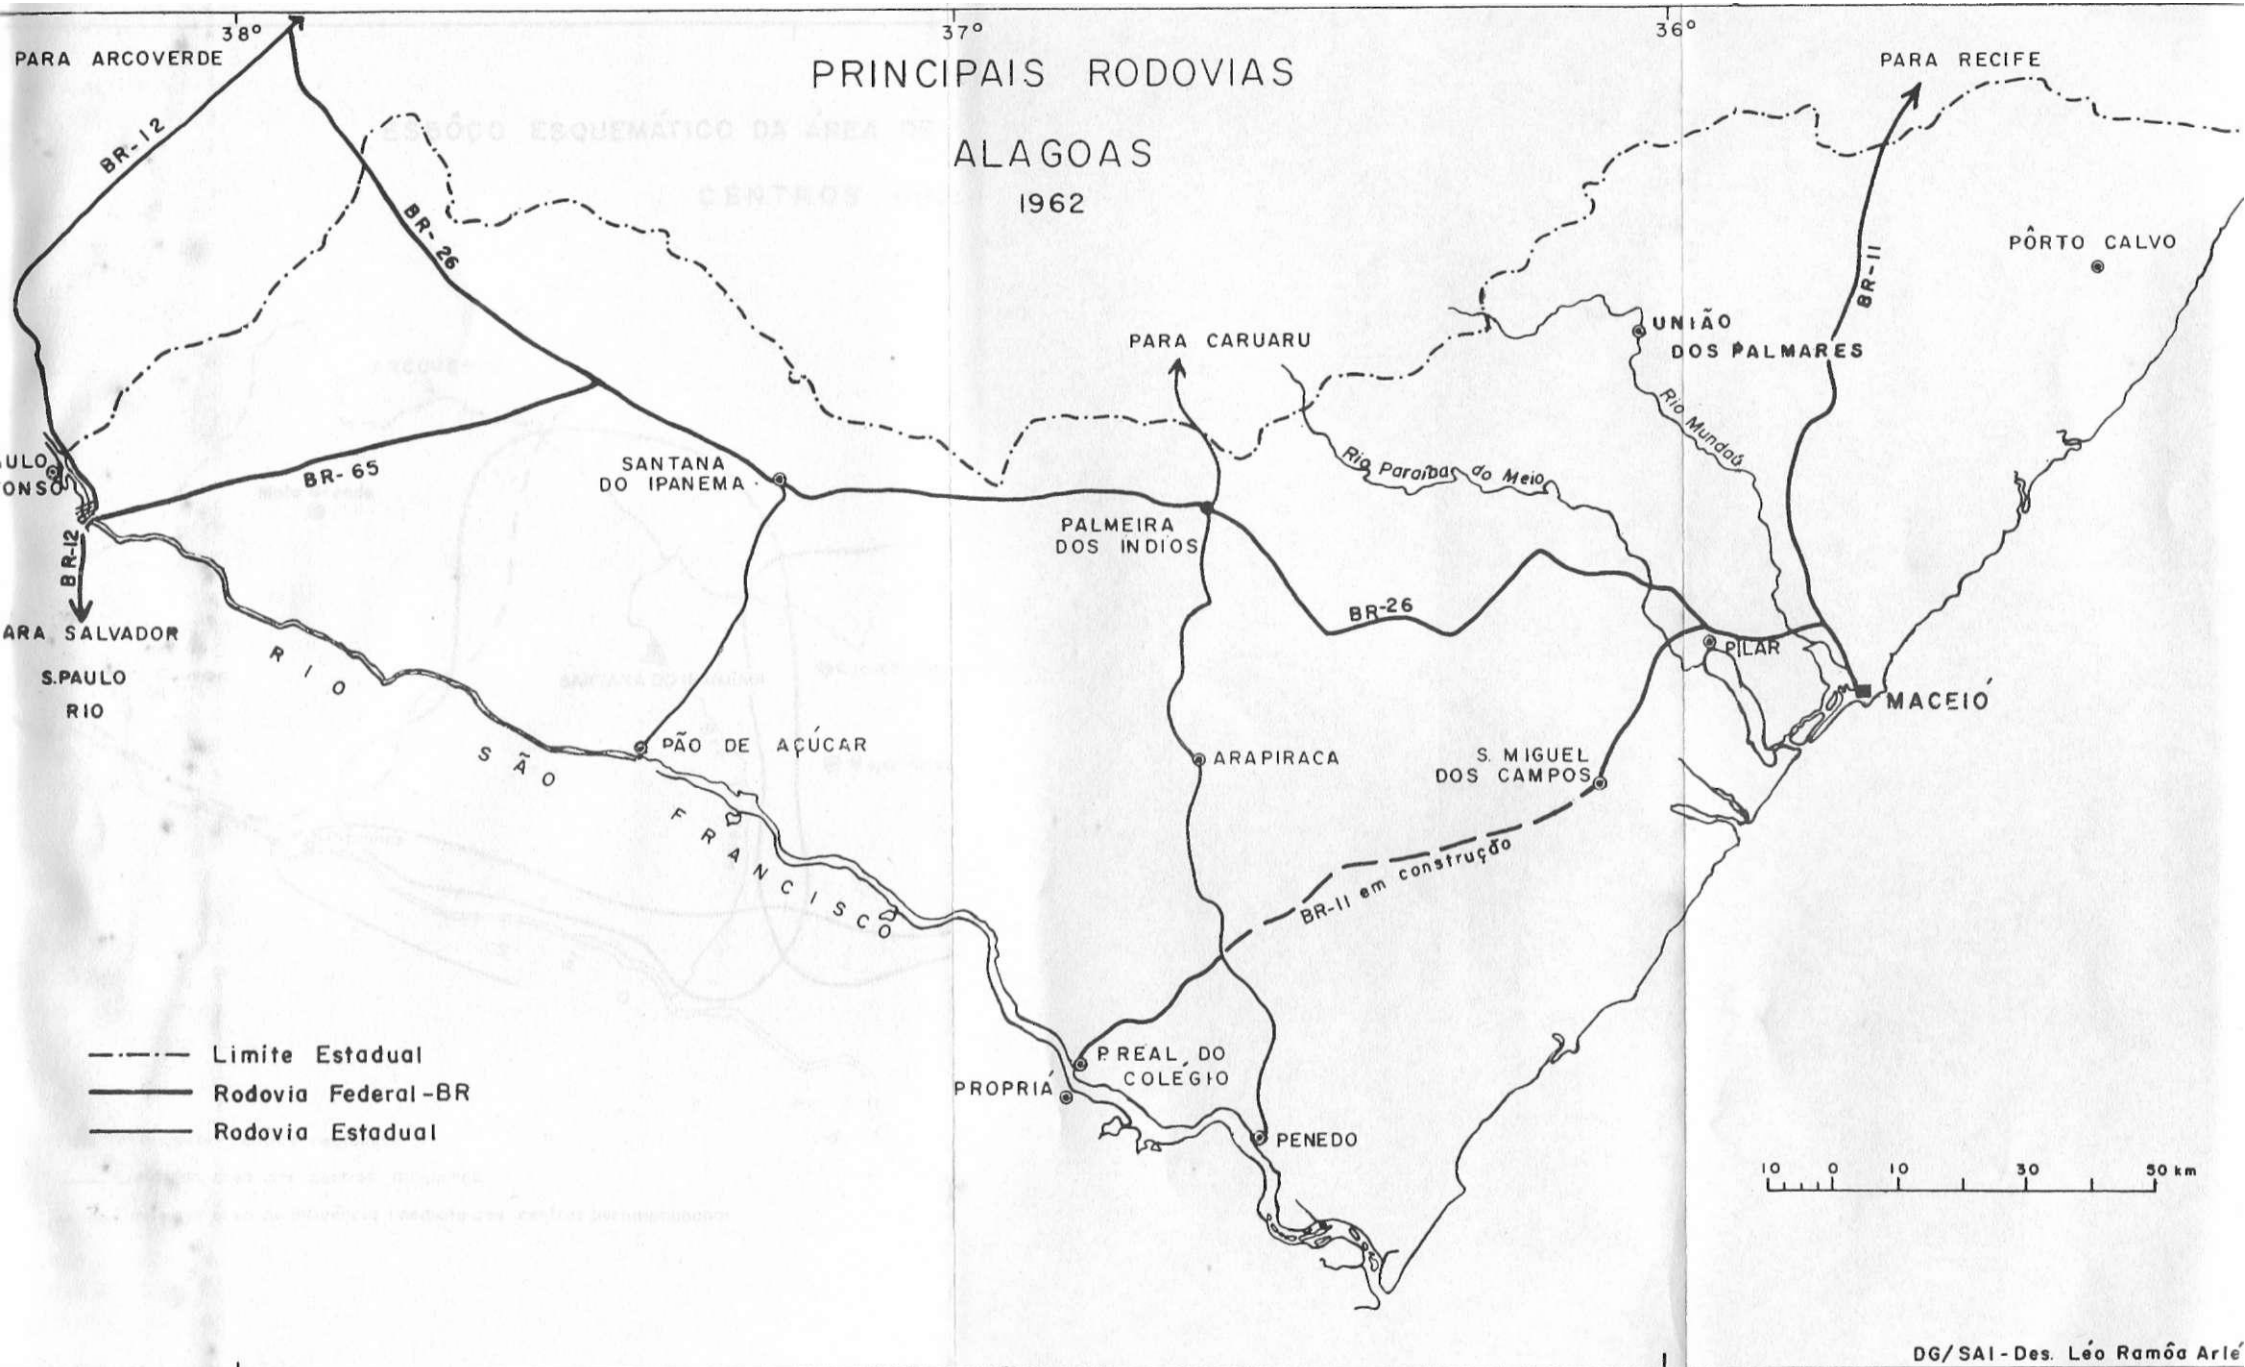 38°
37°
36°
PARA ARCOVERDE
PRINCIPAIS RODOVIAS
ALAGOAS
1962
PARA RECIFE
BR-12
BR-26
BR-11
PÔRTO CALVO
UNIÃO
DOS PALMARES
PARA CARUARU
Rio Mundaú
Rio Paraíba do Meio
AULO
ONSO
BR-65
SANTANA
DO IPANEMA
PALMEIRA
DOS INDIOS
BR-12
ARA SALVADOR
S.PAULO
RIO
BR-26
PILAR
MACEIÓ
RIO SÃO FRANCISCO
PÃO DE AÇÚCAR
ARAPIRACA
S. MIGUEL
DOS CAMPOS
BR-11 em construção
P. REAL DO
COLÉGIO
PROPRIÁ
PENEDO
Limite Estadual
Rodovia Federal-BR
Rodovia Estadual
10 0 10 30 50 km
DG/SAI-Des. Léo Ramôa Arlé